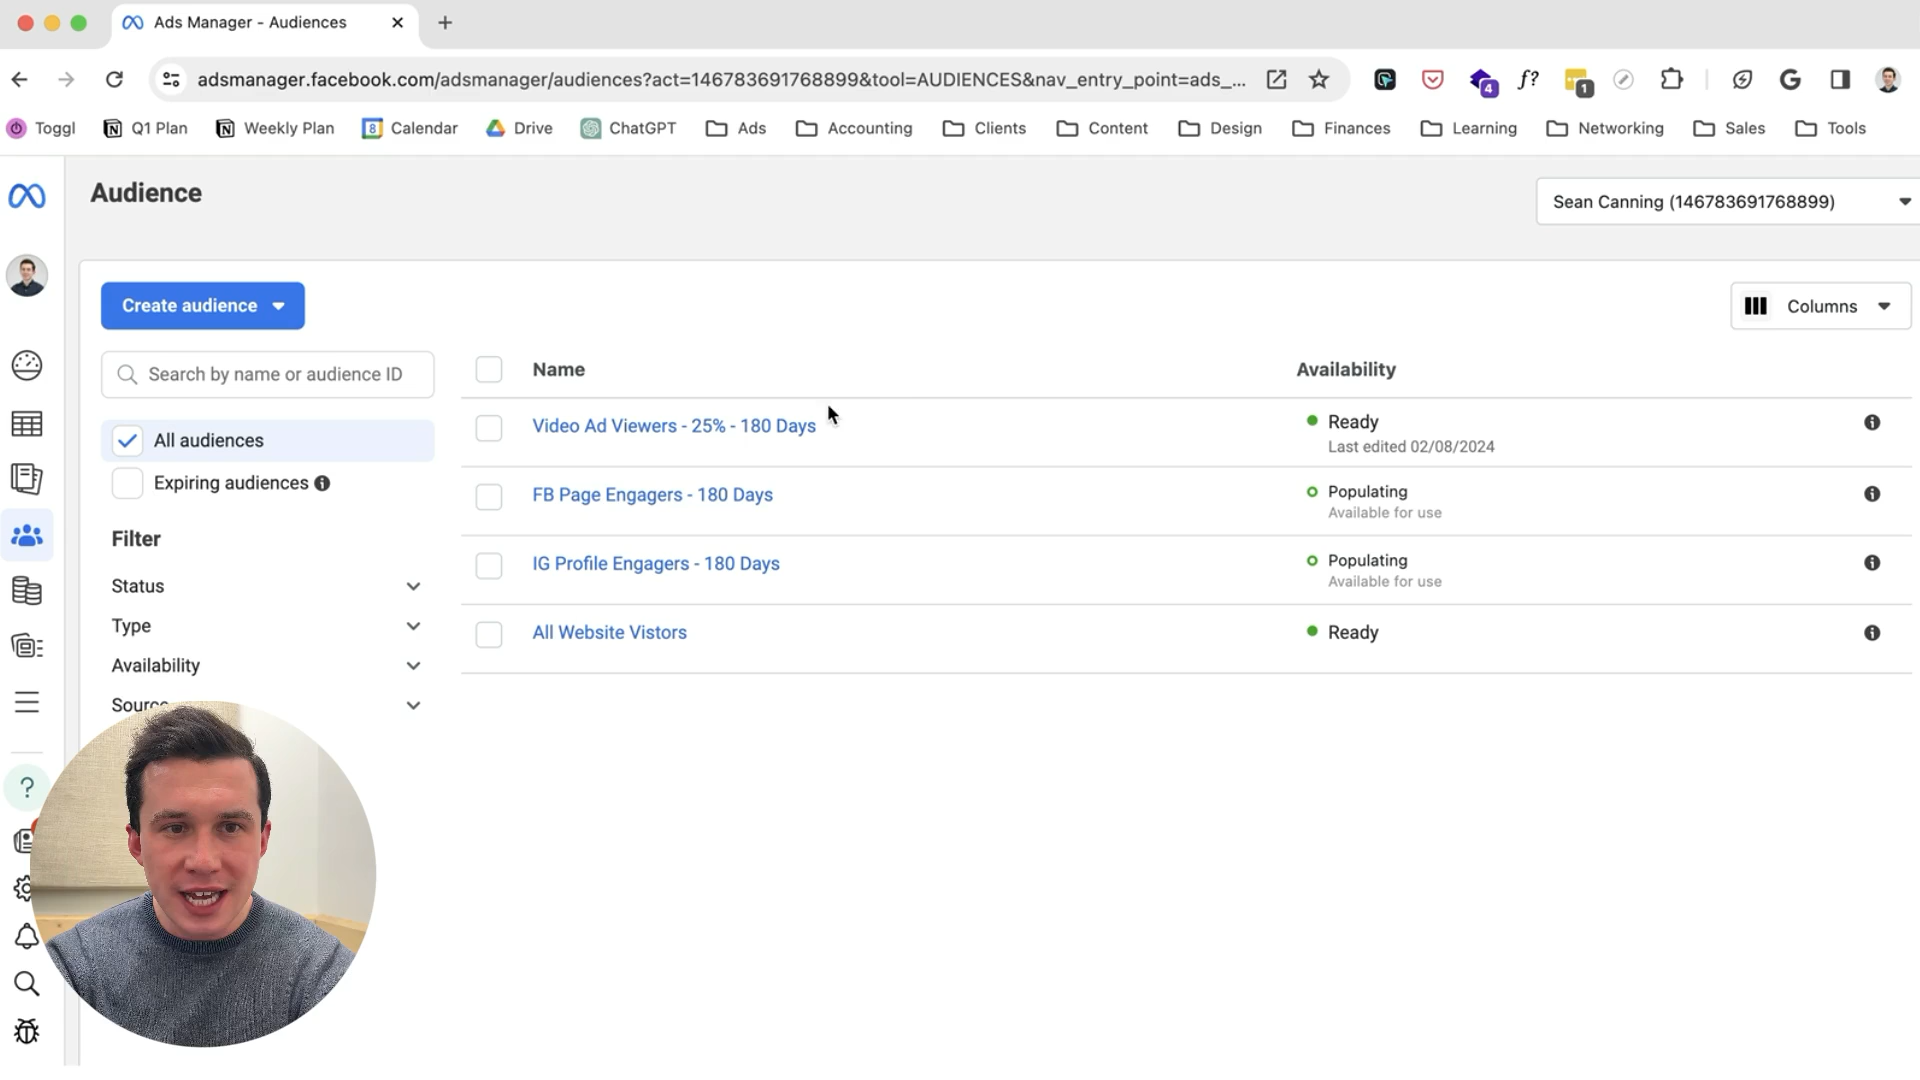 Ads Manager - Audiences
adsmanager.facebook.com/adsmanager/audiences?act=146783691768899&tool=AUDIENCES&nav_entry_point=ads_...
4
f?
1
Toggl
Q1 Plan
Weekly Plan
8
Calendar
Drive
ChatGPT
Ads
Accounting
Clients
Content
Design
Finances
Learning
Networking
Sales
Tools
Audience
Sean Canning (146783691768899)
Create audience
Columns
Search by name or audience ID
Name
Availability
All audiences
Expiring audiences
Filter
Status
Type
Availability
Source
Video Ad Viewers - 25% - 180 Days
Ready
Last edited 02/08/2024
FB Page Engagers - 180 Days
Populating
Available for use
IG Profile Engagers - 180 Days
Populating
Available for use
All Website Vistors
Ready